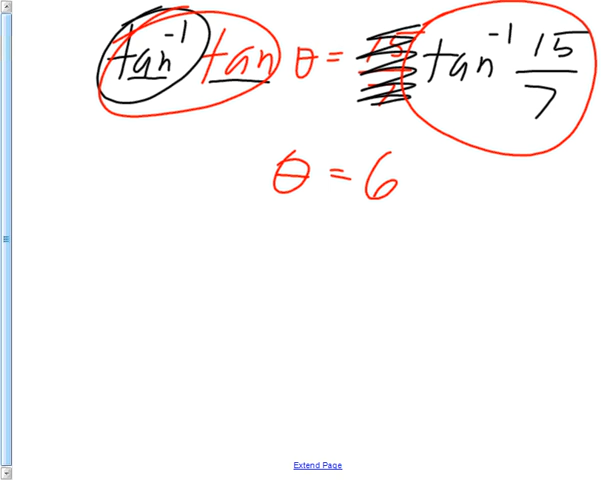 tan⁻¹ tan θ = tan⁻¹ 15/7
θ = 6
Extend Page